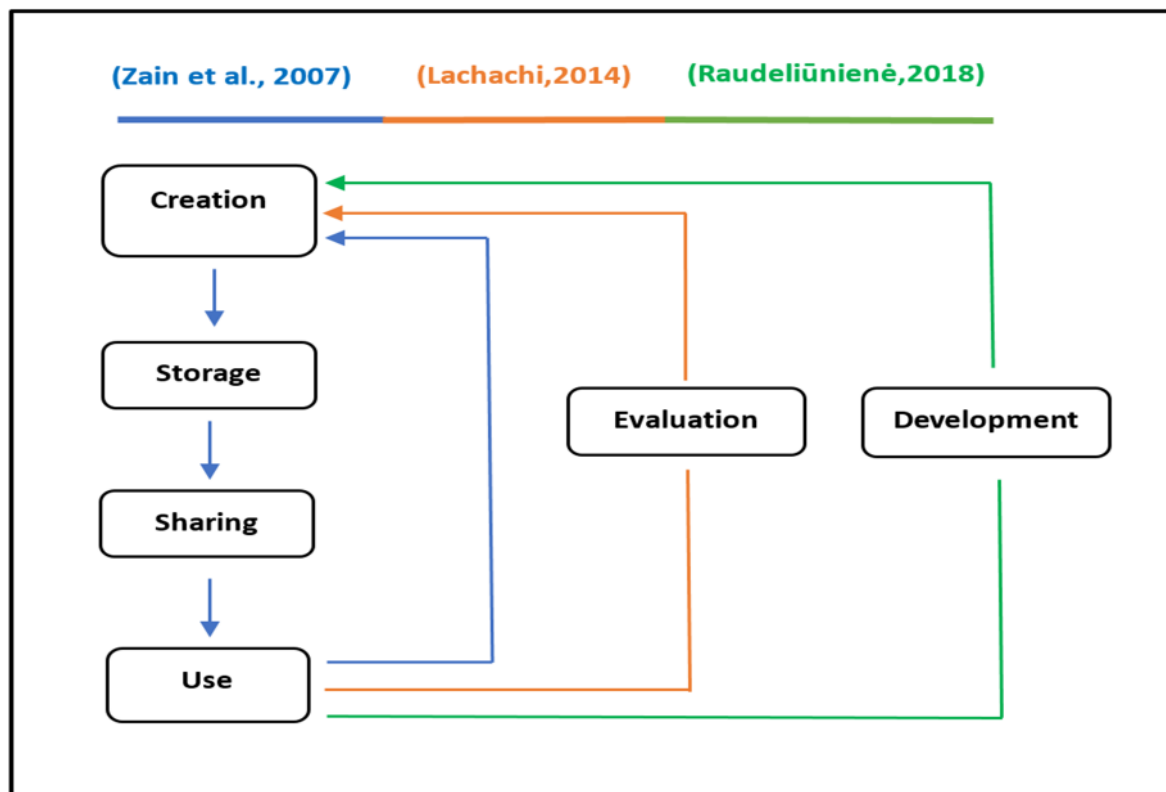 (Zain et al., 2007) (Lachachi,2014) (Raudeliūnienė,2018)
Creation
Storage
Evaluation Development
Sharing
Use